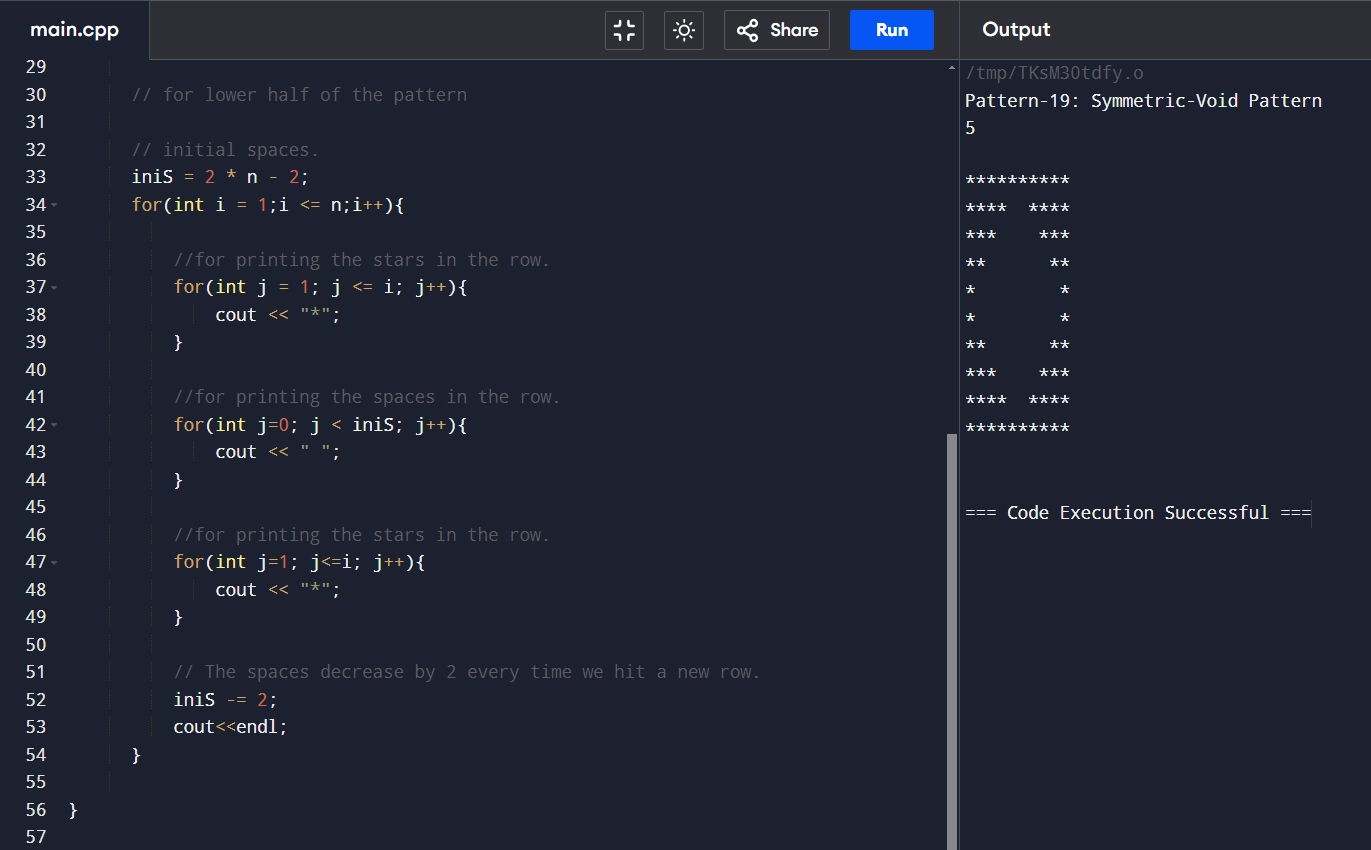 main.cpp
Share
Run
Output
29
30 // for lower half of the pattern
31
32 // initial spaces.
33 iniS = 2 * n - 2;
34 for(int i = 1;i <= n;i++){
35
36 //for printing the stars in the row.
37 for(int j = 1; j <= i; j++){
38 cout << "*";
39 }
40
41 //for printing the spaces in the row.
42 for(int j=0; j < iniS; j++){
43 cout << " ";
44 }
45
46 //for printing the stars in the row.
47 for(int j=1; j<=i; j++){
48 cout << "*";
49 }
50
51 // The spaces decrease by 2 every time we hit a new row.
52 iniS -= 2;
53 cout<<endl;
54 }
55
56 }
57
/tmp/TKsM3Otdfy.o
Pattern-19: Symmetric-Void Pattern
5
**********
****  ****
***    ***
**      **
*        *
*        *
**      **
***    ***
****  ****
**********
=== Code Execution Successful ===